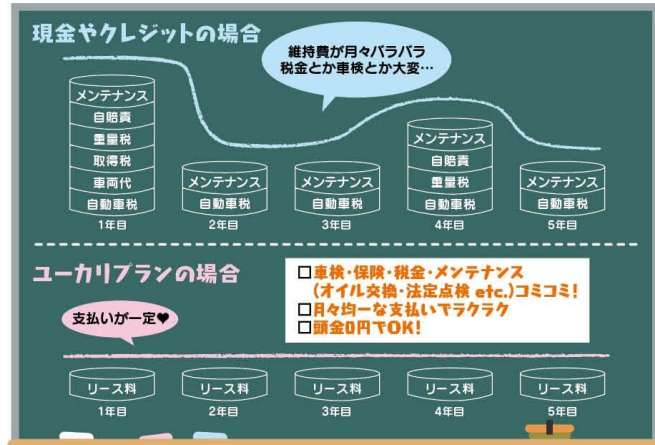 現金やクレジットの場合
維持費が月々バラバラ
税金とか車検とか大変…
メンテナンス
自賠責
重量税
取得税
車両代
自動車税
1年目
メンテナンス
自動車税
2年目
メンテナンス
自動車税
3年目
メンテナンス
自賠責
重量税
自動車税
4年目
メンテナンス
自動車税
5年目
ユーカリプランの場合
支払いが一定♥
□車検・保険・税金・メンテナンス
(オイル交換・法定点検 etc.)コミコミ!
□月々均一な支払いでラクラク
□頭金0円でOK!
リース料
1年目
リース料
2年目
リース料
3年目
リース料
4年目
リース料
5年目